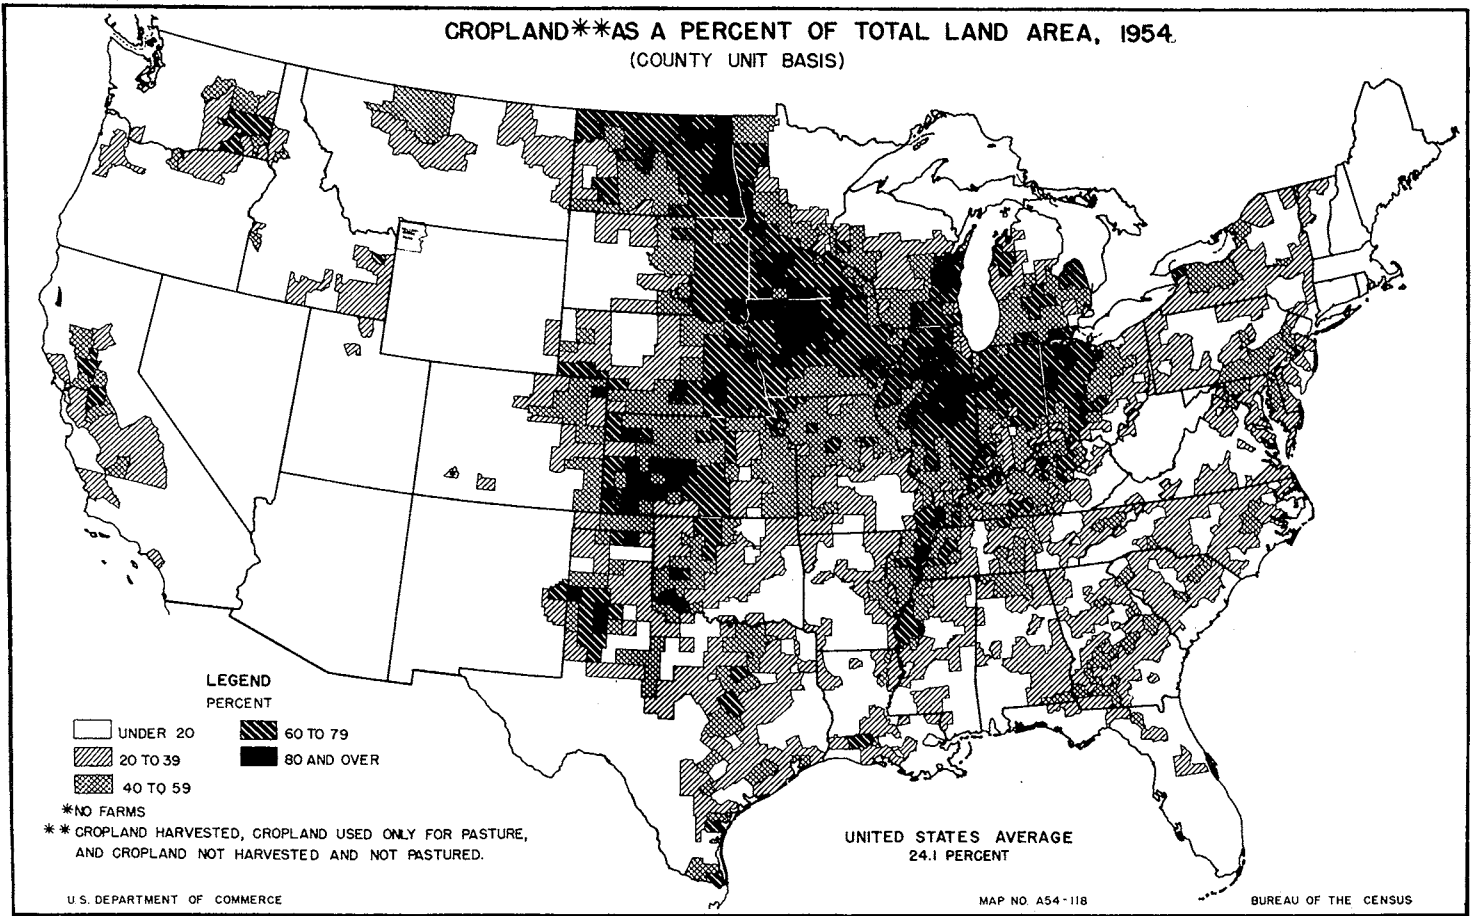 CROPLAND**AS A PERCENT OF TOTAL LAND AREA, 1954
(COUNTY UNIT BASIS)
LEGEND
PERCENT
UNDER 20
20 TO 39
40 TO 59
60 TO 79
80 AND OVER
*NO FARMS
** CROPLAND HARVESTED, CROPLAND USED ONLY FOR PASTURE,
AND CROPLAND NOT HARVESTED AND NOT PASTURED.
UNITED STATES AVERAGE
24.1 PERCENT
U.S. DEPARTMENT OF COMMERCE
MAP NO. A54-118
BUREAU OF THE CENSUS